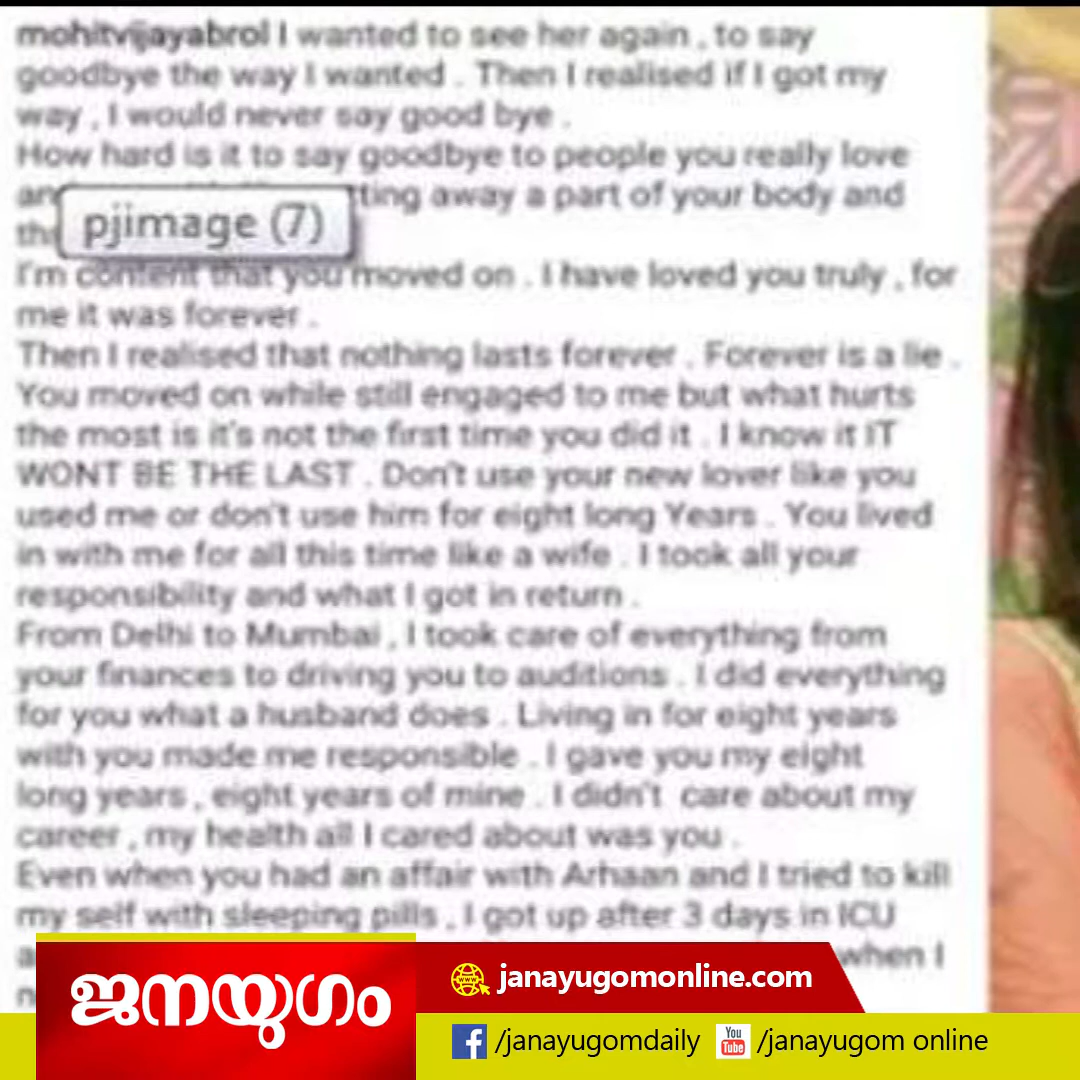 mohitvijayabrol I wanted to see her again , to say
goodbye the way I wanted . Then I realised if I got my
way , I would never say good bye .
How hard is it to say goodbye to people you really love
ting away a part of your body and
pjimage (7)
I'm content that you moved on . I have loved you truly , for
me it was forever .
Then I realised that nothing lasts forever . Forever is a lie .
You moved on while still engaged to me but what hurts
the most is it's not the first time you did it . I know it IT
WONT BE THE LAST . Don't use your new lover like you
used me or don't use him for eight long Years . You lived
in with me for all this time like a wife . I took all your
responsibility and what I got in return .
From Delhi to Mumbai , I took care of everything from
your finances to driving you to auditions . I did everything
for you what a husband does . Living in for eight years
with you made me responsible . I gave you my eight
long years , eight years of mine . I didn't care about my
career , my health all I cared about was you .
Even when you had an affair with Arhaan and I tried to kill
my self with sleeping pills , I got up after 3 days in ICU
when I
ജനയുഗം
janayugomonline.com
/janayugomdaily
You Tube
/janayugom online